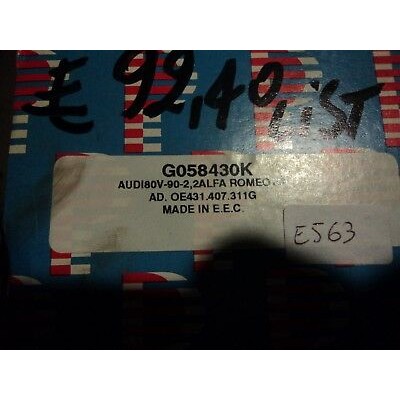 € 92,40 LIST
G058430K
AUDI80V-90-2,2ALFA ROMEO
AD. OE431.407.311G
MADE IN E.E.C.
E563